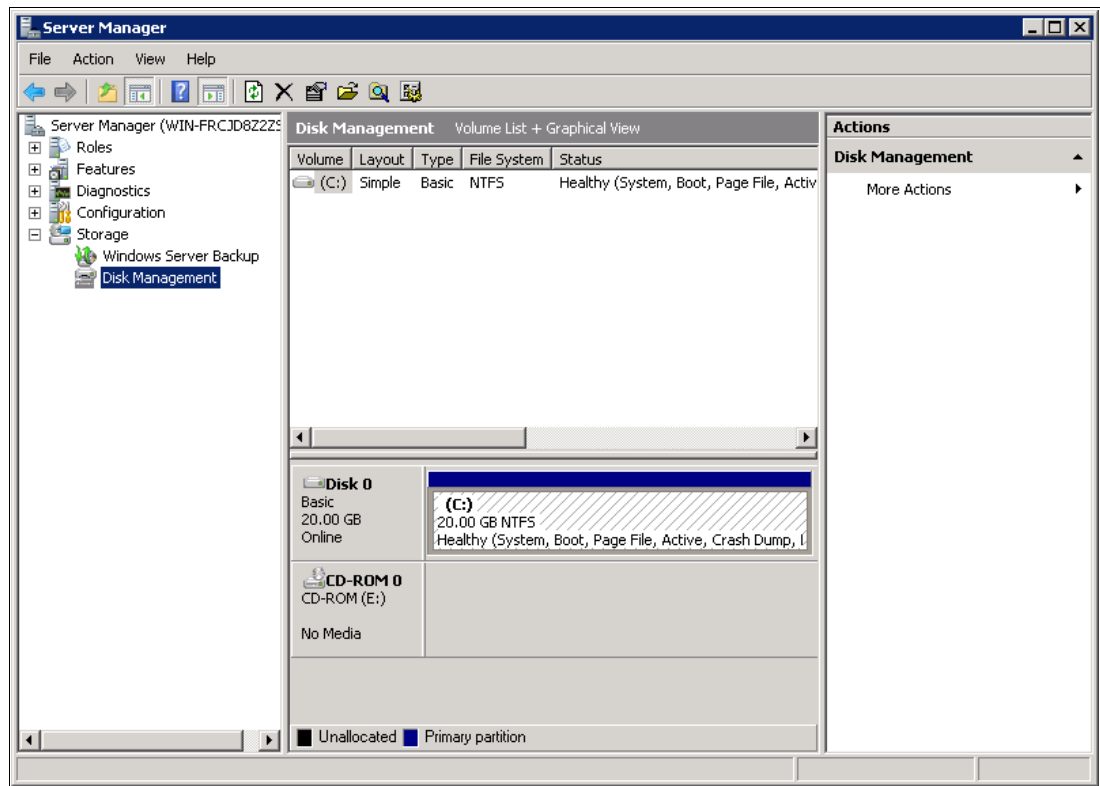 Server Manager
File Action View Help
Server Manager (WIN-FRCJD8Z2ZS
Roles
Features
Diagnostics
Configuration
Storage
Windows Server Backup
Disk Management
Disk Management Volume List + Graphical View
Volume Layout Type File System Status
(C:) Simple Basic NTFS Healthy (System, Boot, Page File, Activ
Disk 0
Basic
20.00 GB
Online
(C:)
20.00 GB NTFS
Healthy (System, Boot, Page File, Active, Crash Dump,
CD-ROM 0
CD-ROM (E:)
No Media
Unallocated Primary partition
Actions
Disk Management
More Actions